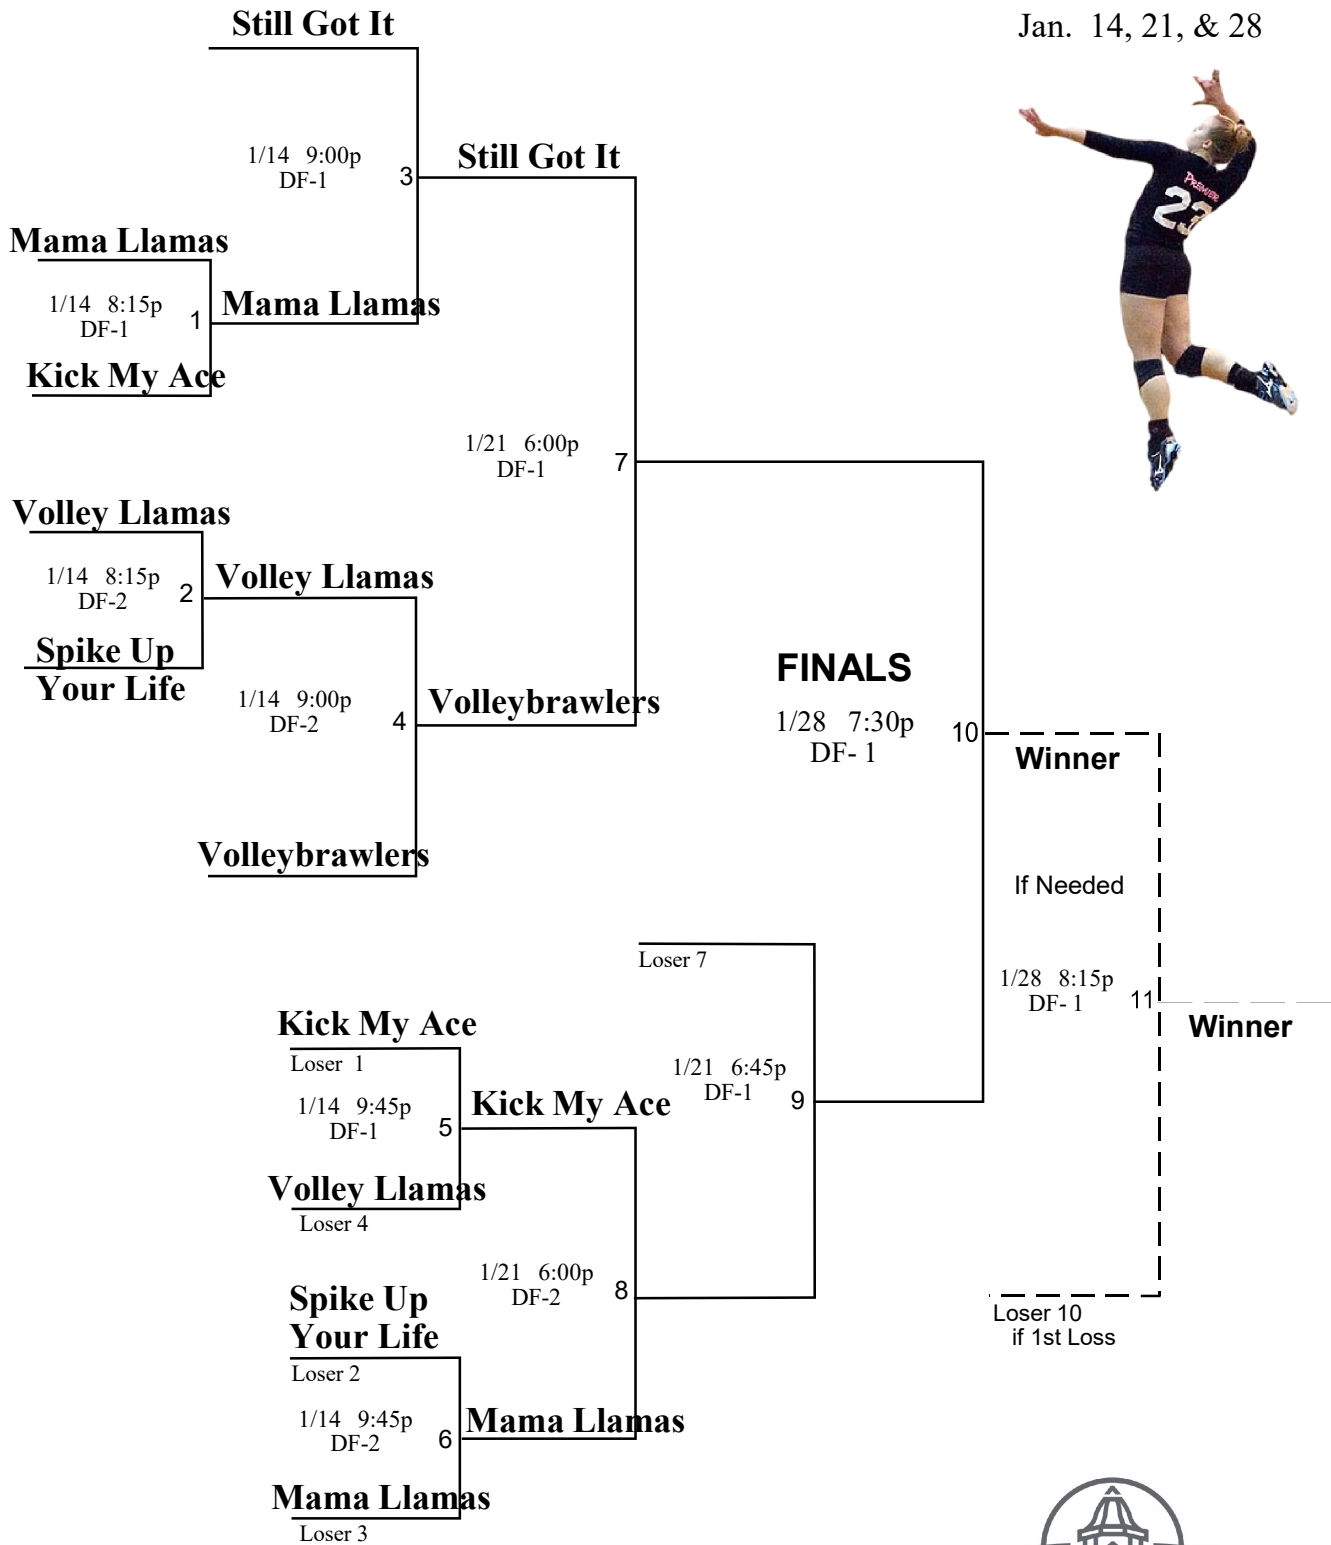 Still Got It
Jan. 14, 21, & 28
1/14 9:00p
DF-1
3
Still Got It
PREMIER
23
Mama Llamas
1/14 8:15p
DF-1
1
Mama Llamas
Kick My Ace
1/21 6:00p
DF-1
7
Volley Llamas
1/14 8:15p
DF-2
2
Volley Llamas
Spike Up
Your Life
1/14 9:00p
DF-2
4
Volleybrawlers
FINALS
1/28 7:30p
DF- 1
10
Winner
Volleybrawlers
If Needed
Loser 7
1/28 8:15p
DF- 1
11
Winner
Kick My Ace
Loser 1
1/14 9:45p
DF-1
5
Kick My Ace
1/21 6:45p
DF-1
9
Volley Llamas
Loser 4
1/21 6:00p
DF-2
8
Spike Up
Your Life
Loser 2
Loser 10
if 1st Loss
1/14 9:45p
DF-2
6
Mama Llamas
Mama Llamas
Loser 3